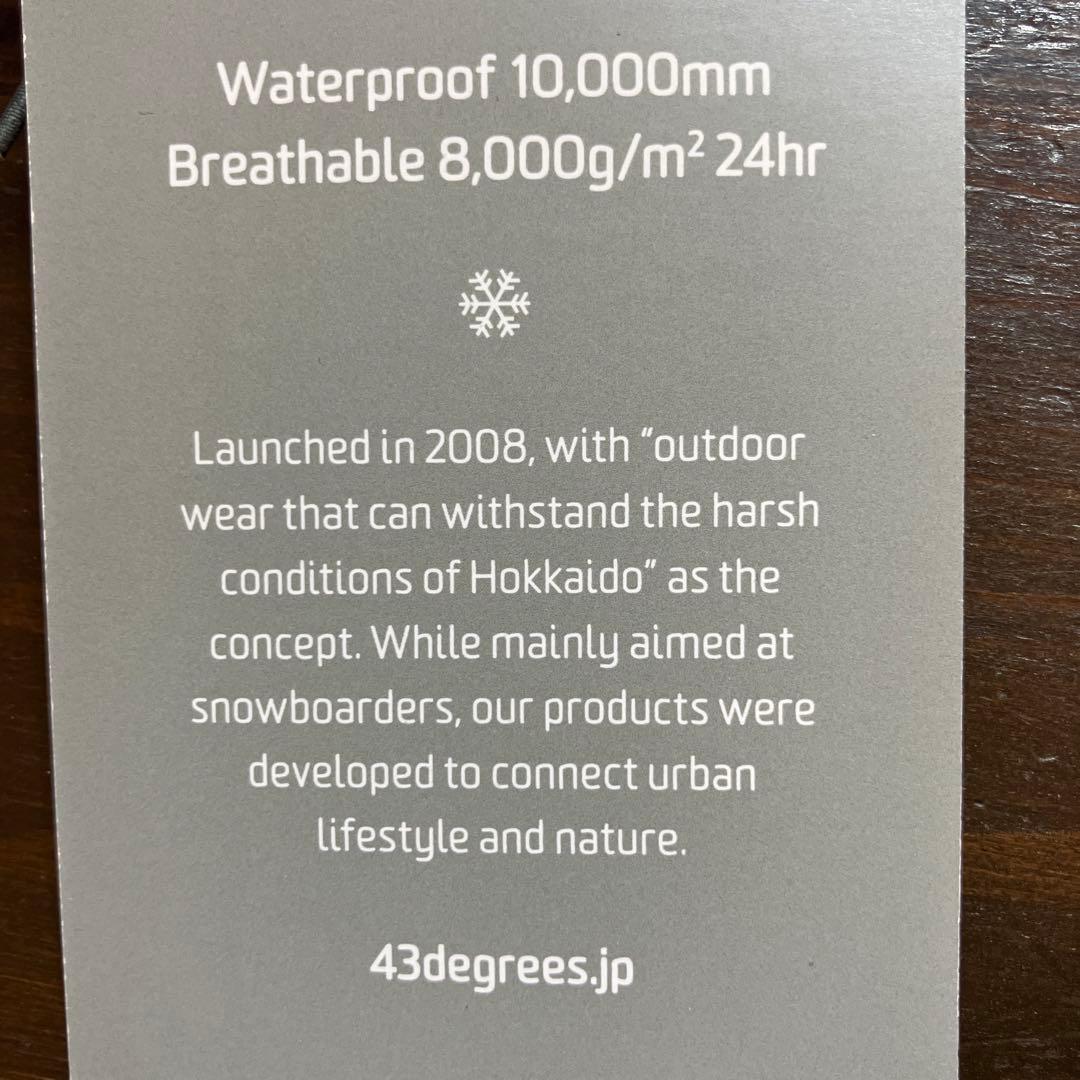 Waterproof 10,000mm
Breathable 8,000g/m² 24hr
Launched in 2008, with "outdoor
wear that can withstand the harsh
conditions of Hokkaido" as the
concept. While mainly aimed at
snowboarders, our products were
developed to connect urban
lifestyle and nature.
43degrees.jp